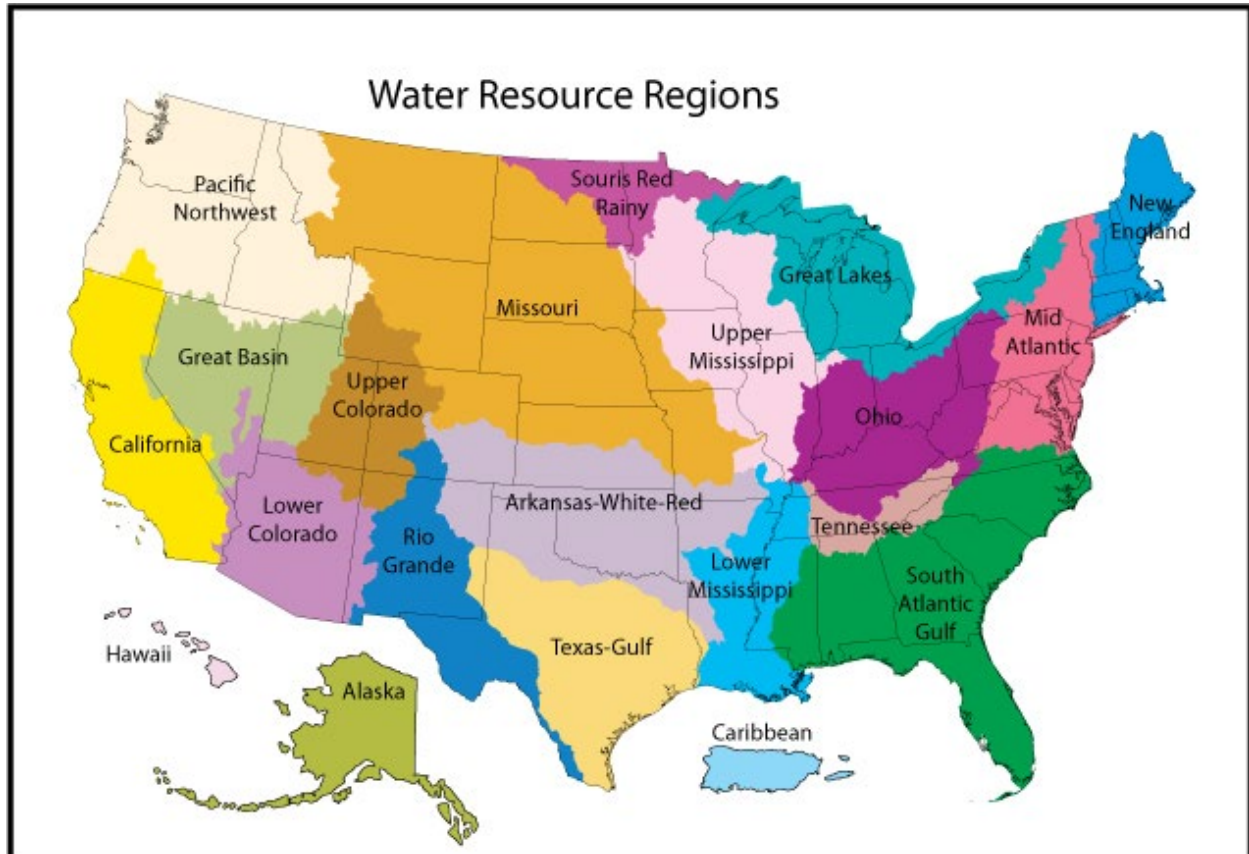 Water Resource Regions
Pacific
Northwest
Souris Red
Rainy
New
England
Great Lakes
Missouri
Upper
Mississippi
Mid
Atlantic
Great Basin
Upper
Colorado
Ohio
California
Lower
Colorado
Arkansas-White-Red
Tennessee
Rio
Grande
Lower
Mississippi
South
Atlantic
Gulf
Texas-Gulf
Hawaii
Alaska
Caribbean